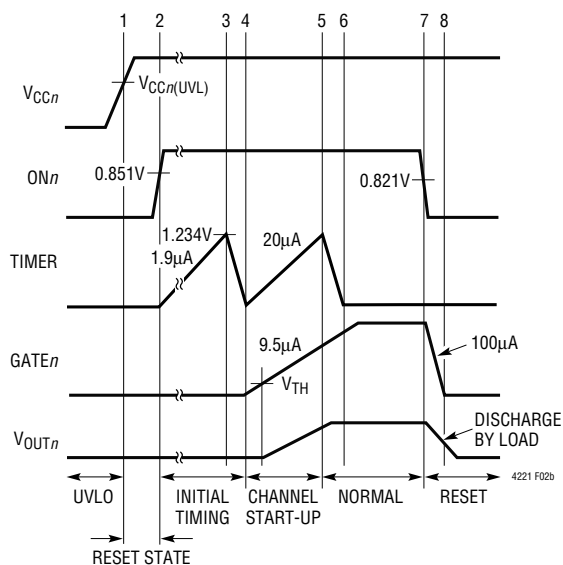 1 2 3 4 5 6 7 8
VCCn
VCCn(UVL)
ONn
0.851V
0.821V
TIMER
1.234V
1.9µA
20µA
GATEn
9.5µA
VTH
100µA
VOUTn
DISCHARGE
BY LOAD
4221 F02b
UVLO
INITIAL
TIMING
CHANNEL
START-UP
NORMAL
RESET
RESET STATE